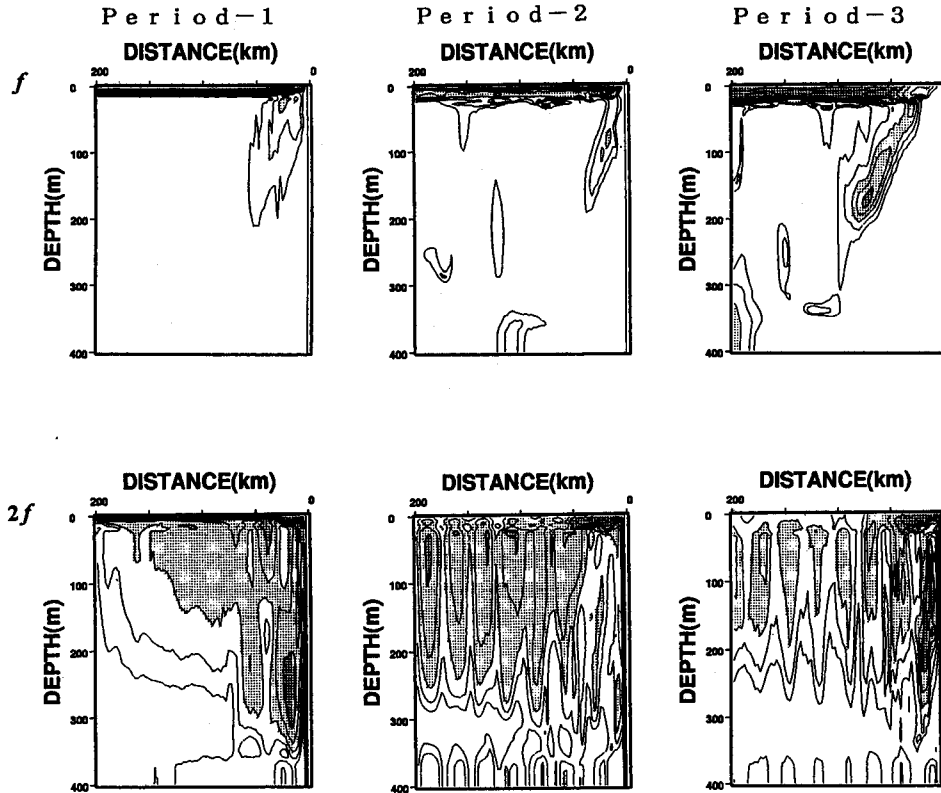 Period-1 Period-2 Period-3
DISTANCE(km) DISTANCE(km) DISTANCE(km)
f
200 0 200 0 200
0 0 0
100 100 100
DEPTH(m) DEPTH(m) DEPTH(m)
200 200 200
300 300 300
400 400 400
DISTANCE(km) DISTANCE(km) DISTANCE(km)
2f
200 0 200 0 200
0 0 0
100 100 100
DEPTH(m) DEPTH(m) DEPTH(m)
200 200 200
300 300 300
400 400 400